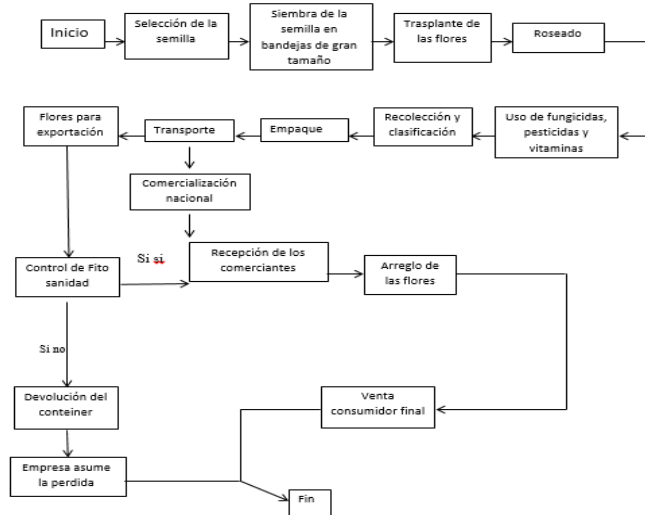 Inicio
Selección de la
semilla
Siembra de la
semilla en
bandejas de gran
tamaño
Trasplante de
las flores
Roseado
Uso de fungicidas,
pesticidas y
vitaminas
Recolección y
clasificación
Empaque
Transporte
Flores para
exportación
Comercialización
nacional
Control de Fito
sanidad
Si si
Recepción de los
comerciantes
Arreglo de
las flores
Si no
Devolución del
conteiner
Venta
consumidor final
Empresa asume
la perdida
Fin